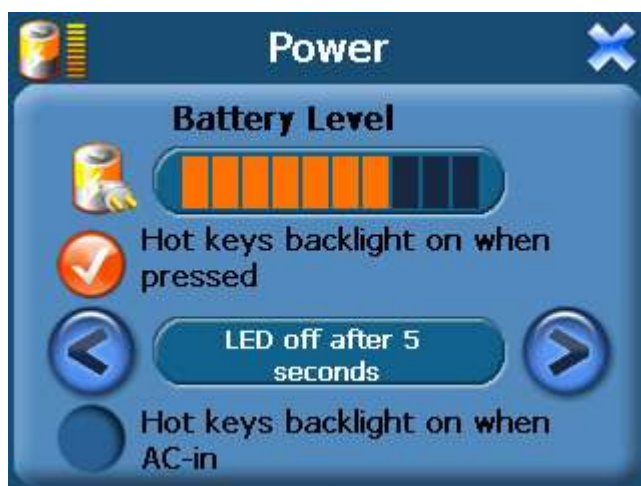 Power
Battery Level
Hot keys backlight on when
pressed
LED off after 5
seconds
Hot keys backlight on when
AC-in